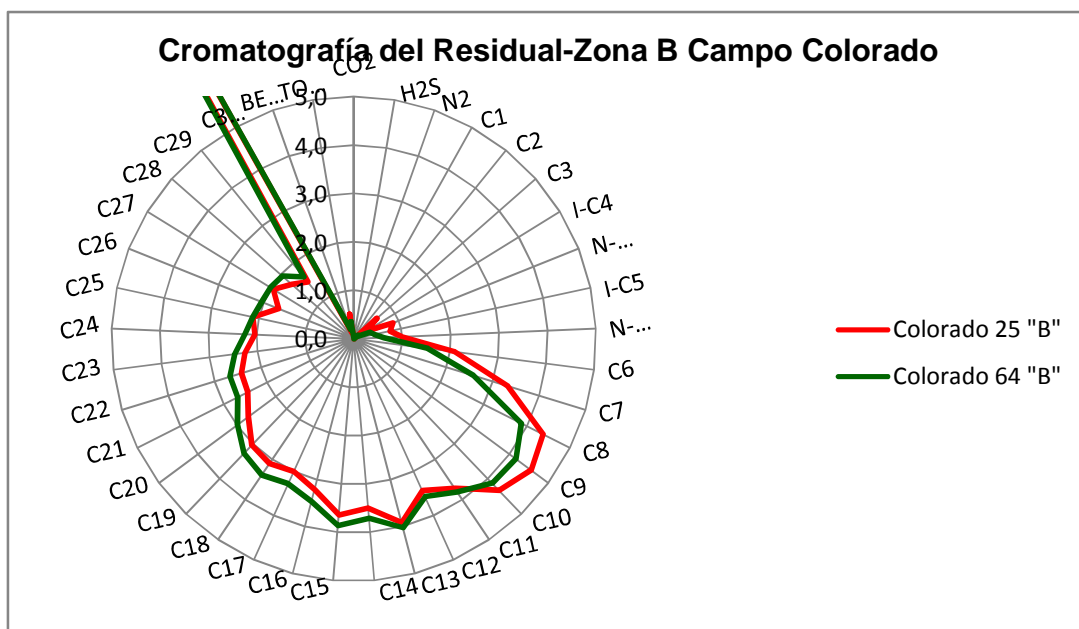 Cromatografía del Residual-Zona B Campo Colorado
CO2
H2S
N2
C1
C2
C3
I-C4
N-...
I-C5
N-...
C6
C7
C8
C9
C10
C11
C12
C13
C14
C15
C16
C17
C18
C19
C20
C21
C22
C23
C24
C25
C26
C27
C28
C29
C3...
BE...
TO...
5,0
4,0
3,0
2,0
1,0
0,0
Colorado 25 "B"
Colorado 64 "B"